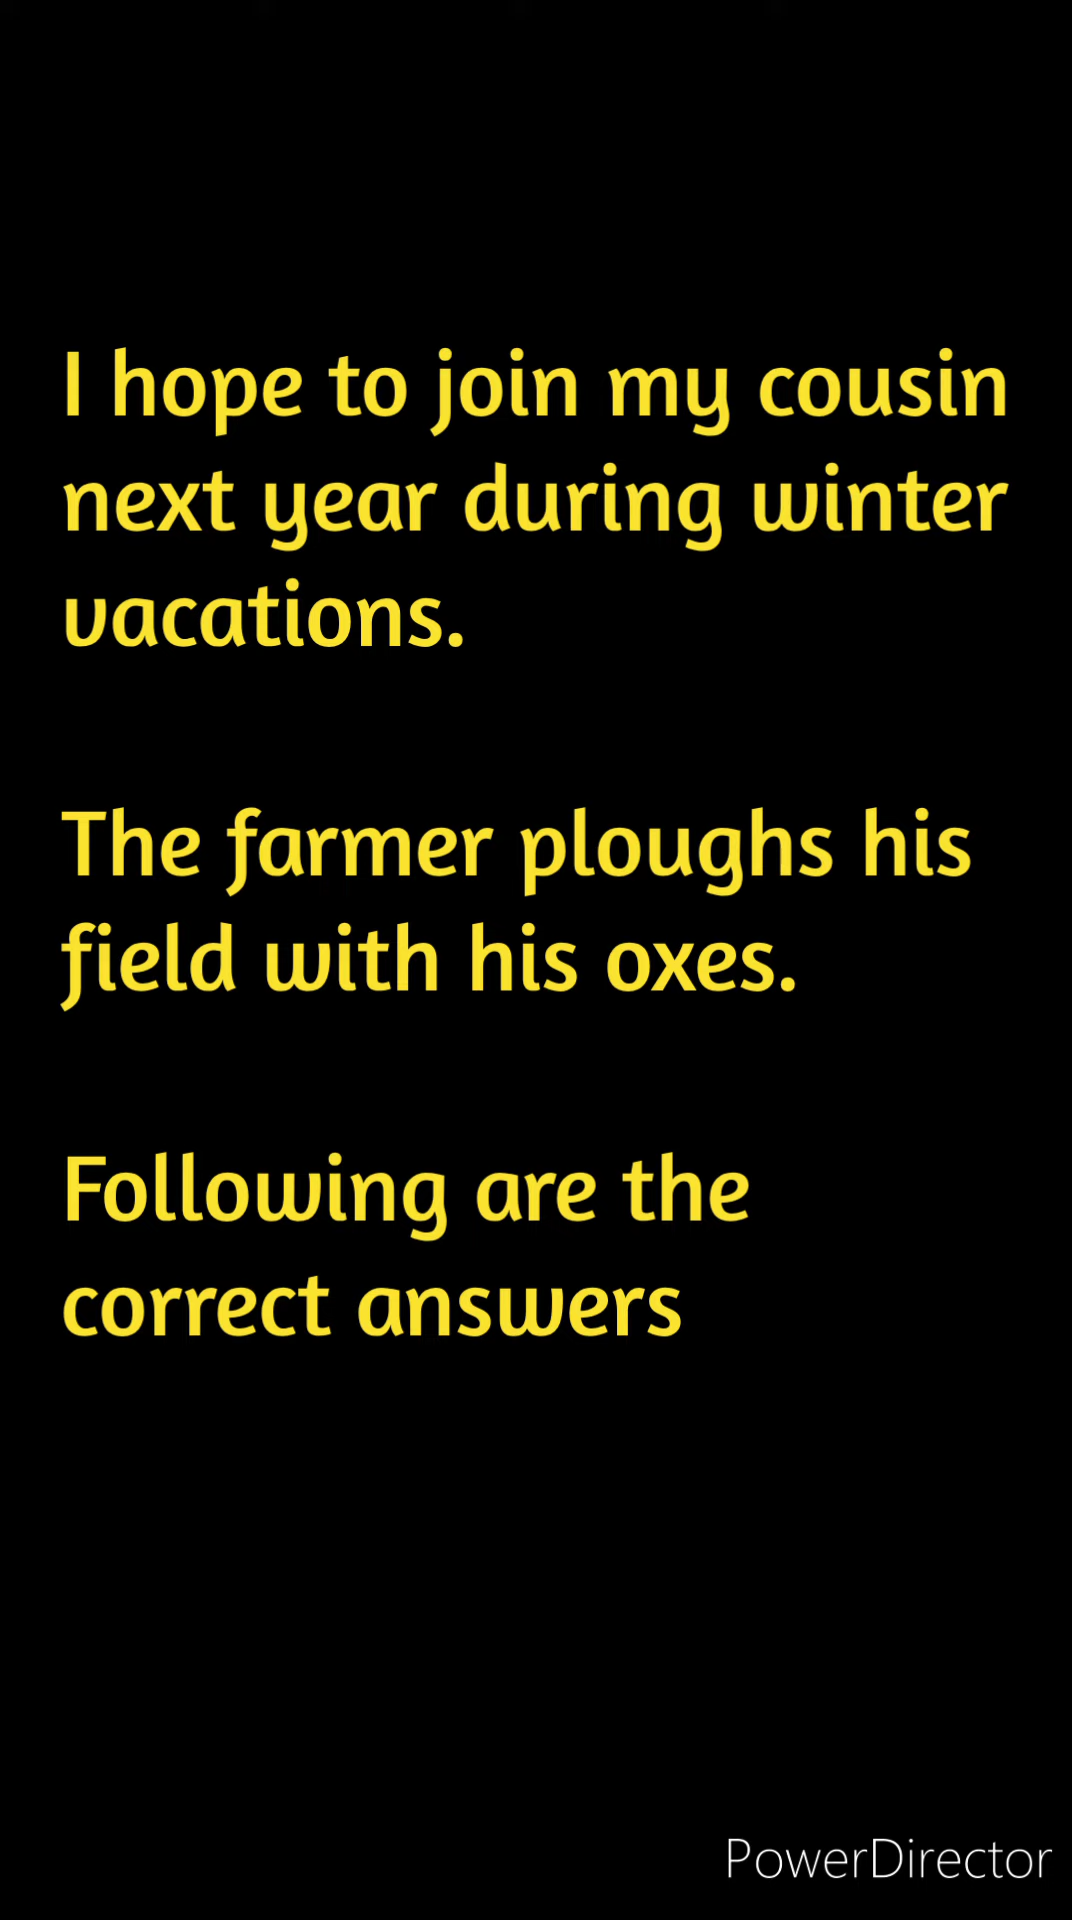 I hope to join my cousin
next year during winter
vacations.
The farmer ploughs his
field with his oxes.
Following are the
correct answers
PowerDirector